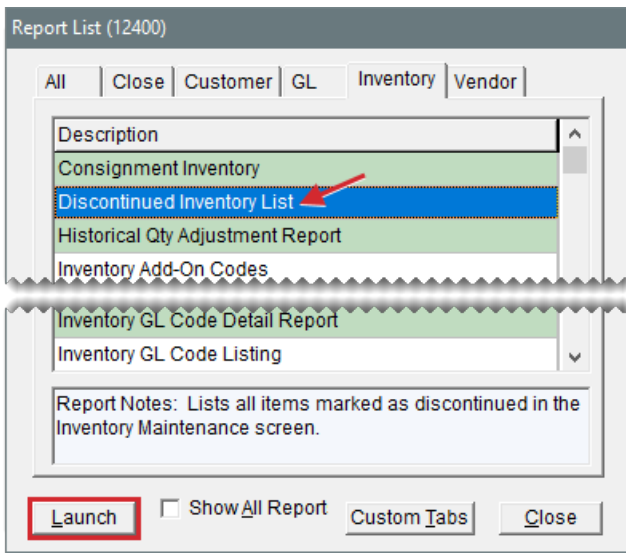 Report List (12400)
All Close Customer GL Inventory Vendor
Description
Consignment Inventory
Discontinued Inventory List
Historical Qty Adjustment Report
Inventory Add-On Codes
Inventory GL Code Detail Report
Inventory GL Code Listing
Report Notes: Lists all items marked as discontinued in the
Inventory Maintenance screen.
Launch Show All Report Custom Tabs Close